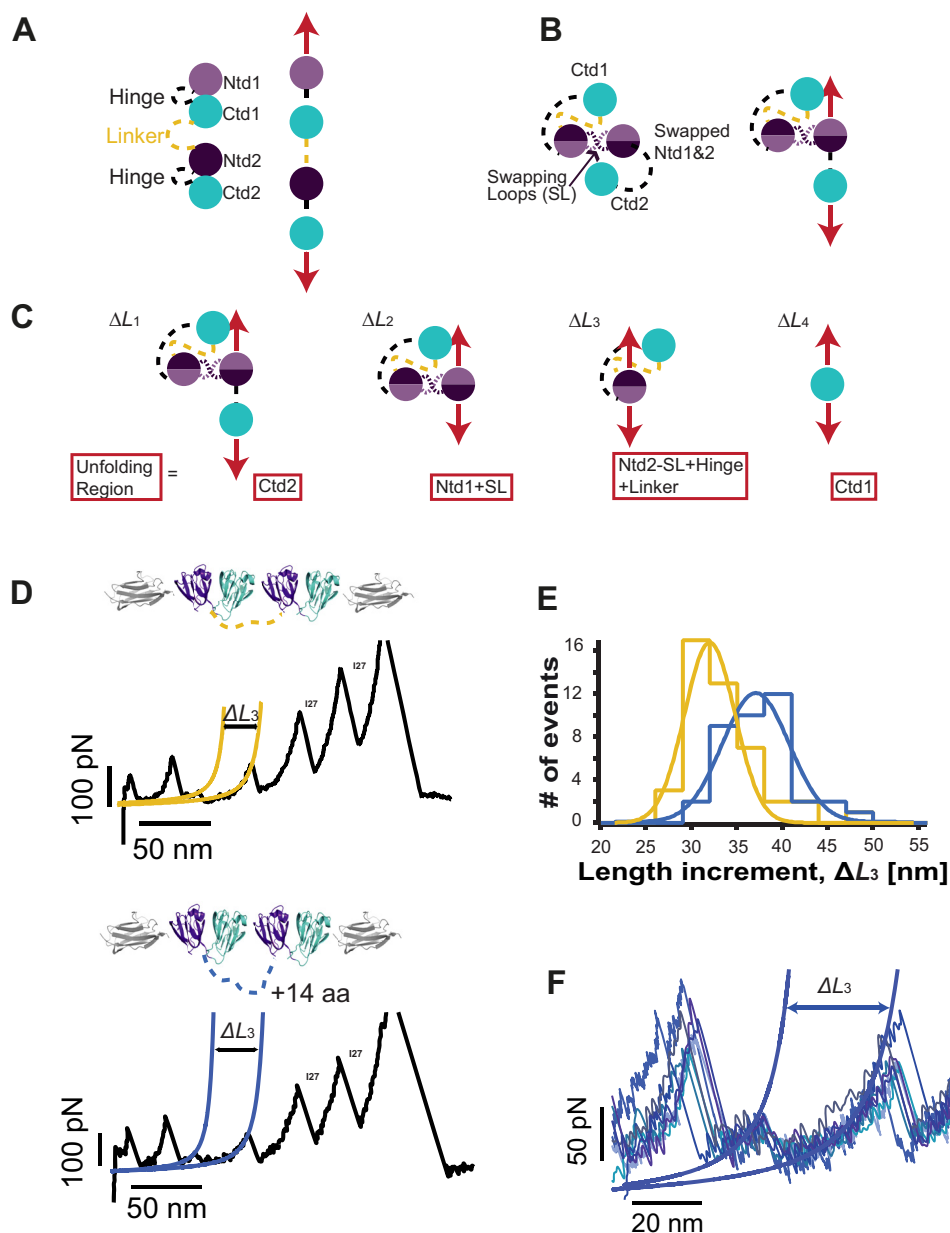 A
Hinge
Linker
Hinge
Ntd1
Ctd1
Ntd2
Ctd2
B
Ctd1
Swapped
Ntd1&2
Swapping
Loops (SL)
Ctd2
C
ΔL1
ΔL2
ΔL3
ΔL4
Unfolding
Region
=
Ctd2
Ntd1+SL
Ntd2-SL+Hinge
+Linker
Ctd1
D
ΔL3
I27
I27
100 pN
50 nm
+14 aa
ΔL3
I27
I27
100 pN
50 nm
E
# of events
16
12
8
4
0
20 25 30 35 40 45 50 55
Length increment, ΔL3 [nm]
F
ΔL3
50 pN
20 nm